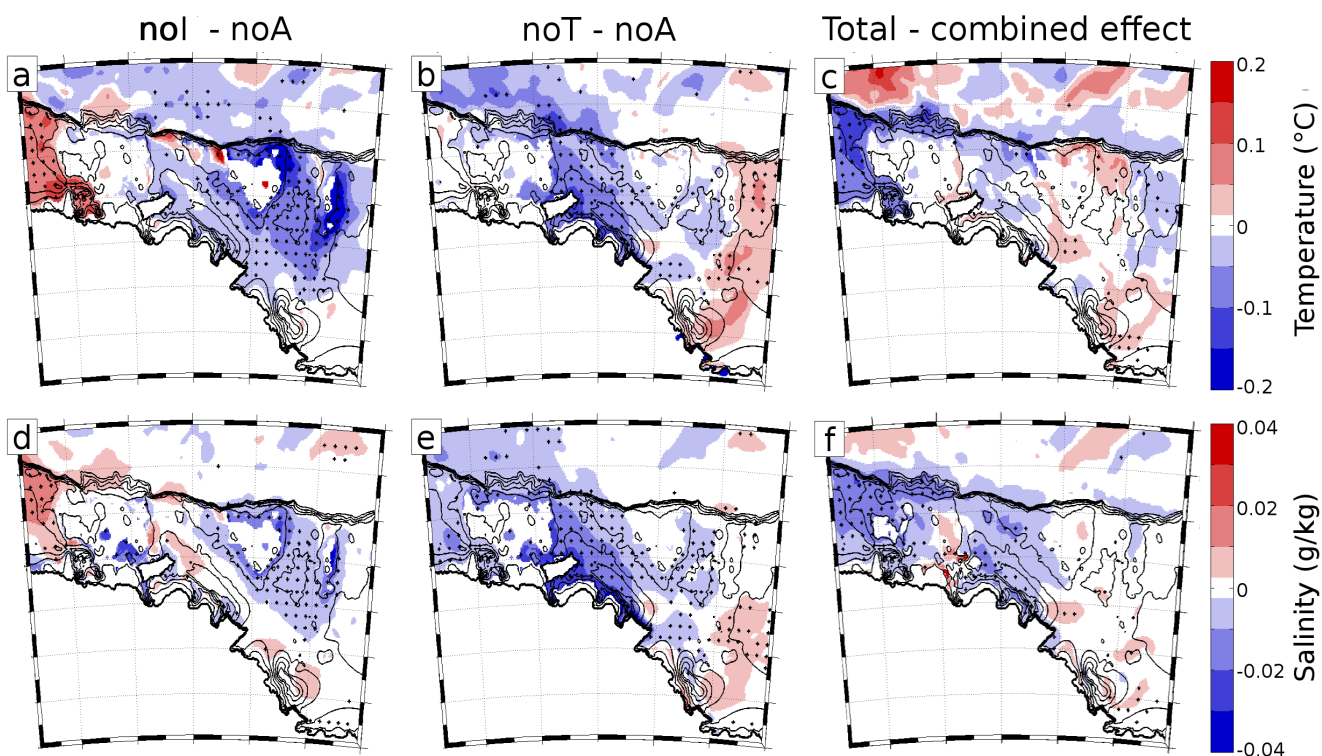 noI - noA
noT - noA
Total - combined effect
a
b
c
0.2
0.1
0
-0.1
-0.2
Temperature (°C)
d
e
f
0.04
0.02
0
-0.02
-0.04
Salinity (g/kg)